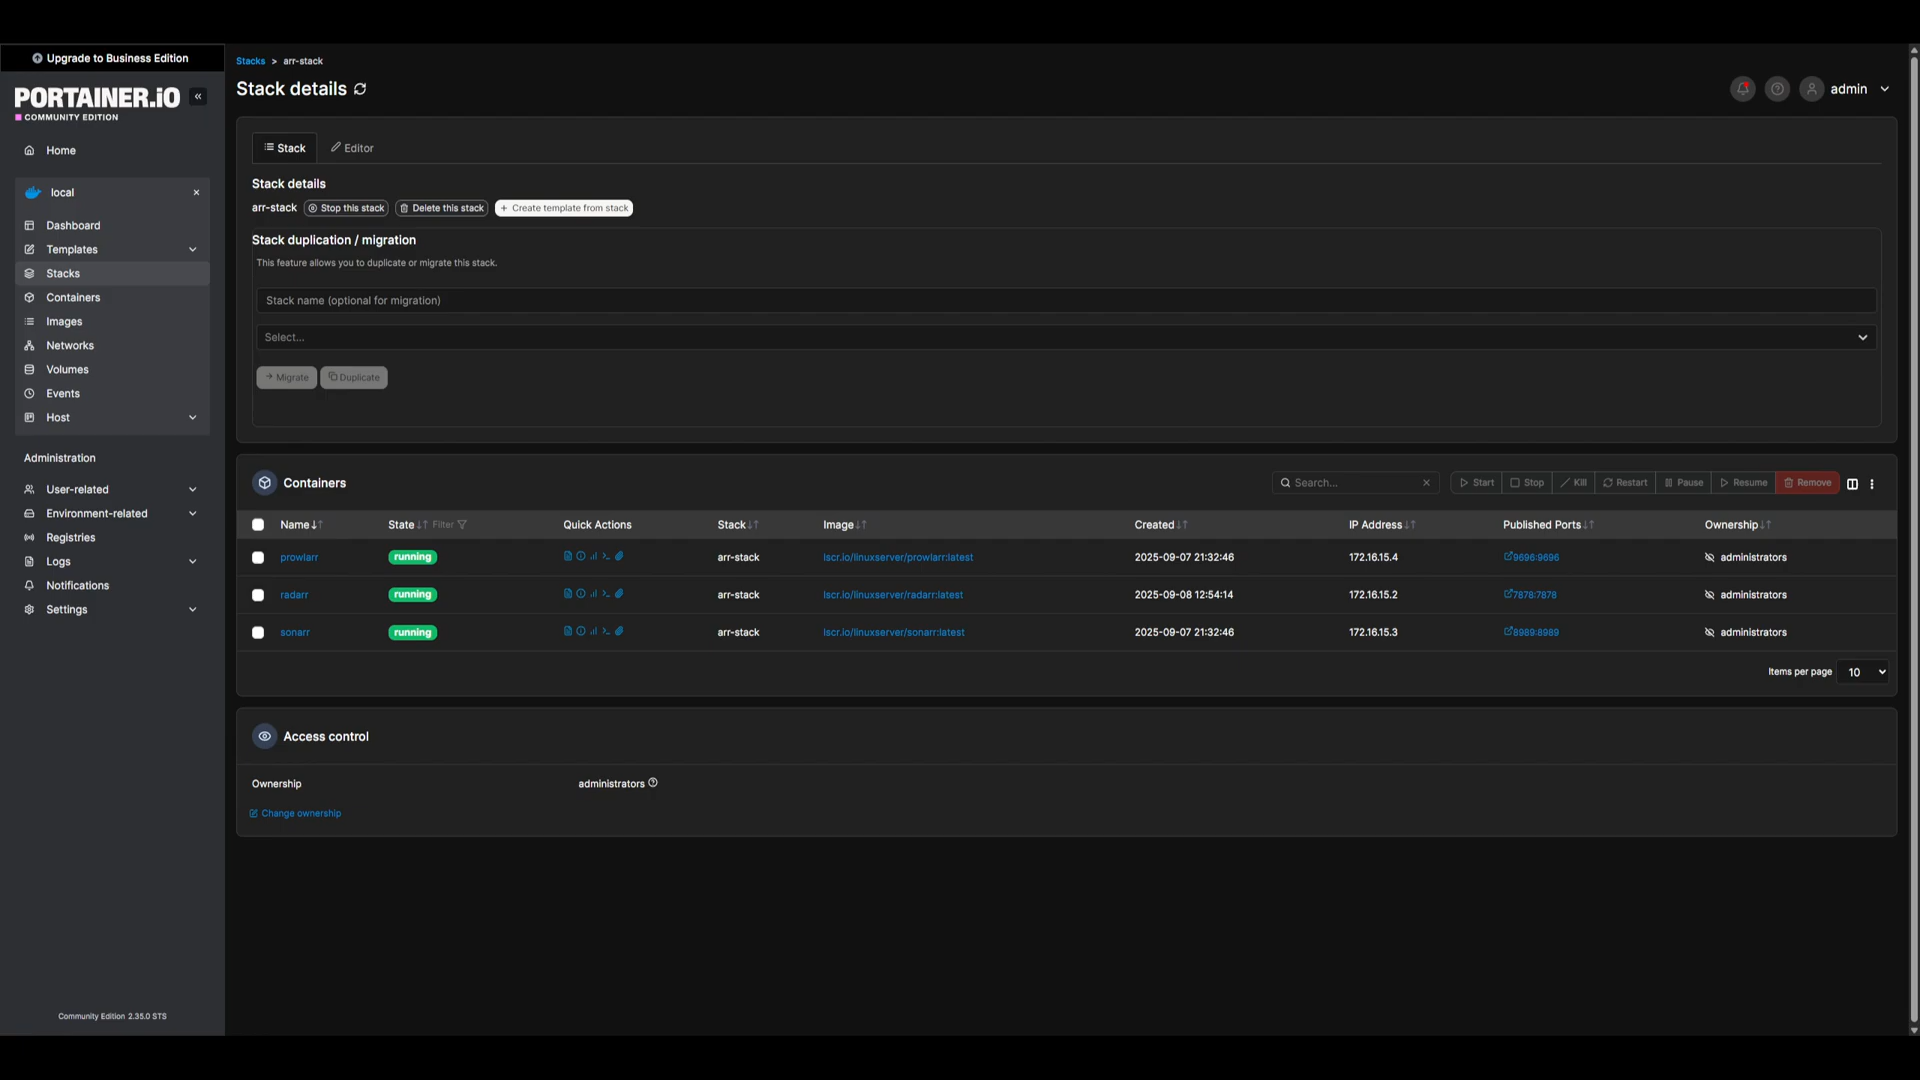 Upgrade to Business Edition
PORTAINER.iO
COMMUNITY EDITION
Home
local
Dashboard
Templates
Stacks
Containers
Images
Networks
Volumes
Events
Host
Administration
User-related
Environment-related
Registries
Logs
Notifications
Settings
Community Edition 2.35.0 STS
Stacks > arr-stack
Stack details
admin
Stack Editor
Stack details
arr-stack Stop this stack Delete this stack + Create template from stack
Stack duplication / migration
This feature allows you to duplicate or migrate this stack.
Stack name (optional for migration)
Select...
Migrate Duplicate
Containers Search... Start Stop Kill Restart Pause Resume Remove
Name State Filter Quick Actions Stack Image Created IP Address Published Ports Ownership
prowlarr running arr-stack lscr.io/linuxserver/prowlarr:latest 2025-09-07 21:32:46 172.16.15.4 9696:9696 administrators
radarr running arr-stack lscr.io/linuxserver/radarr:latest 2025-09-08 12:54:14 172.16.15.2 7878:7878 administrators
sonarr running arr-stack lscr.io/linuxserver/sonarr:latest 2025-09-07 21:32:46 172.16.15.3 8989:8989 administrators
Items per page 10
Access control
Ownership administrators
Change ownership